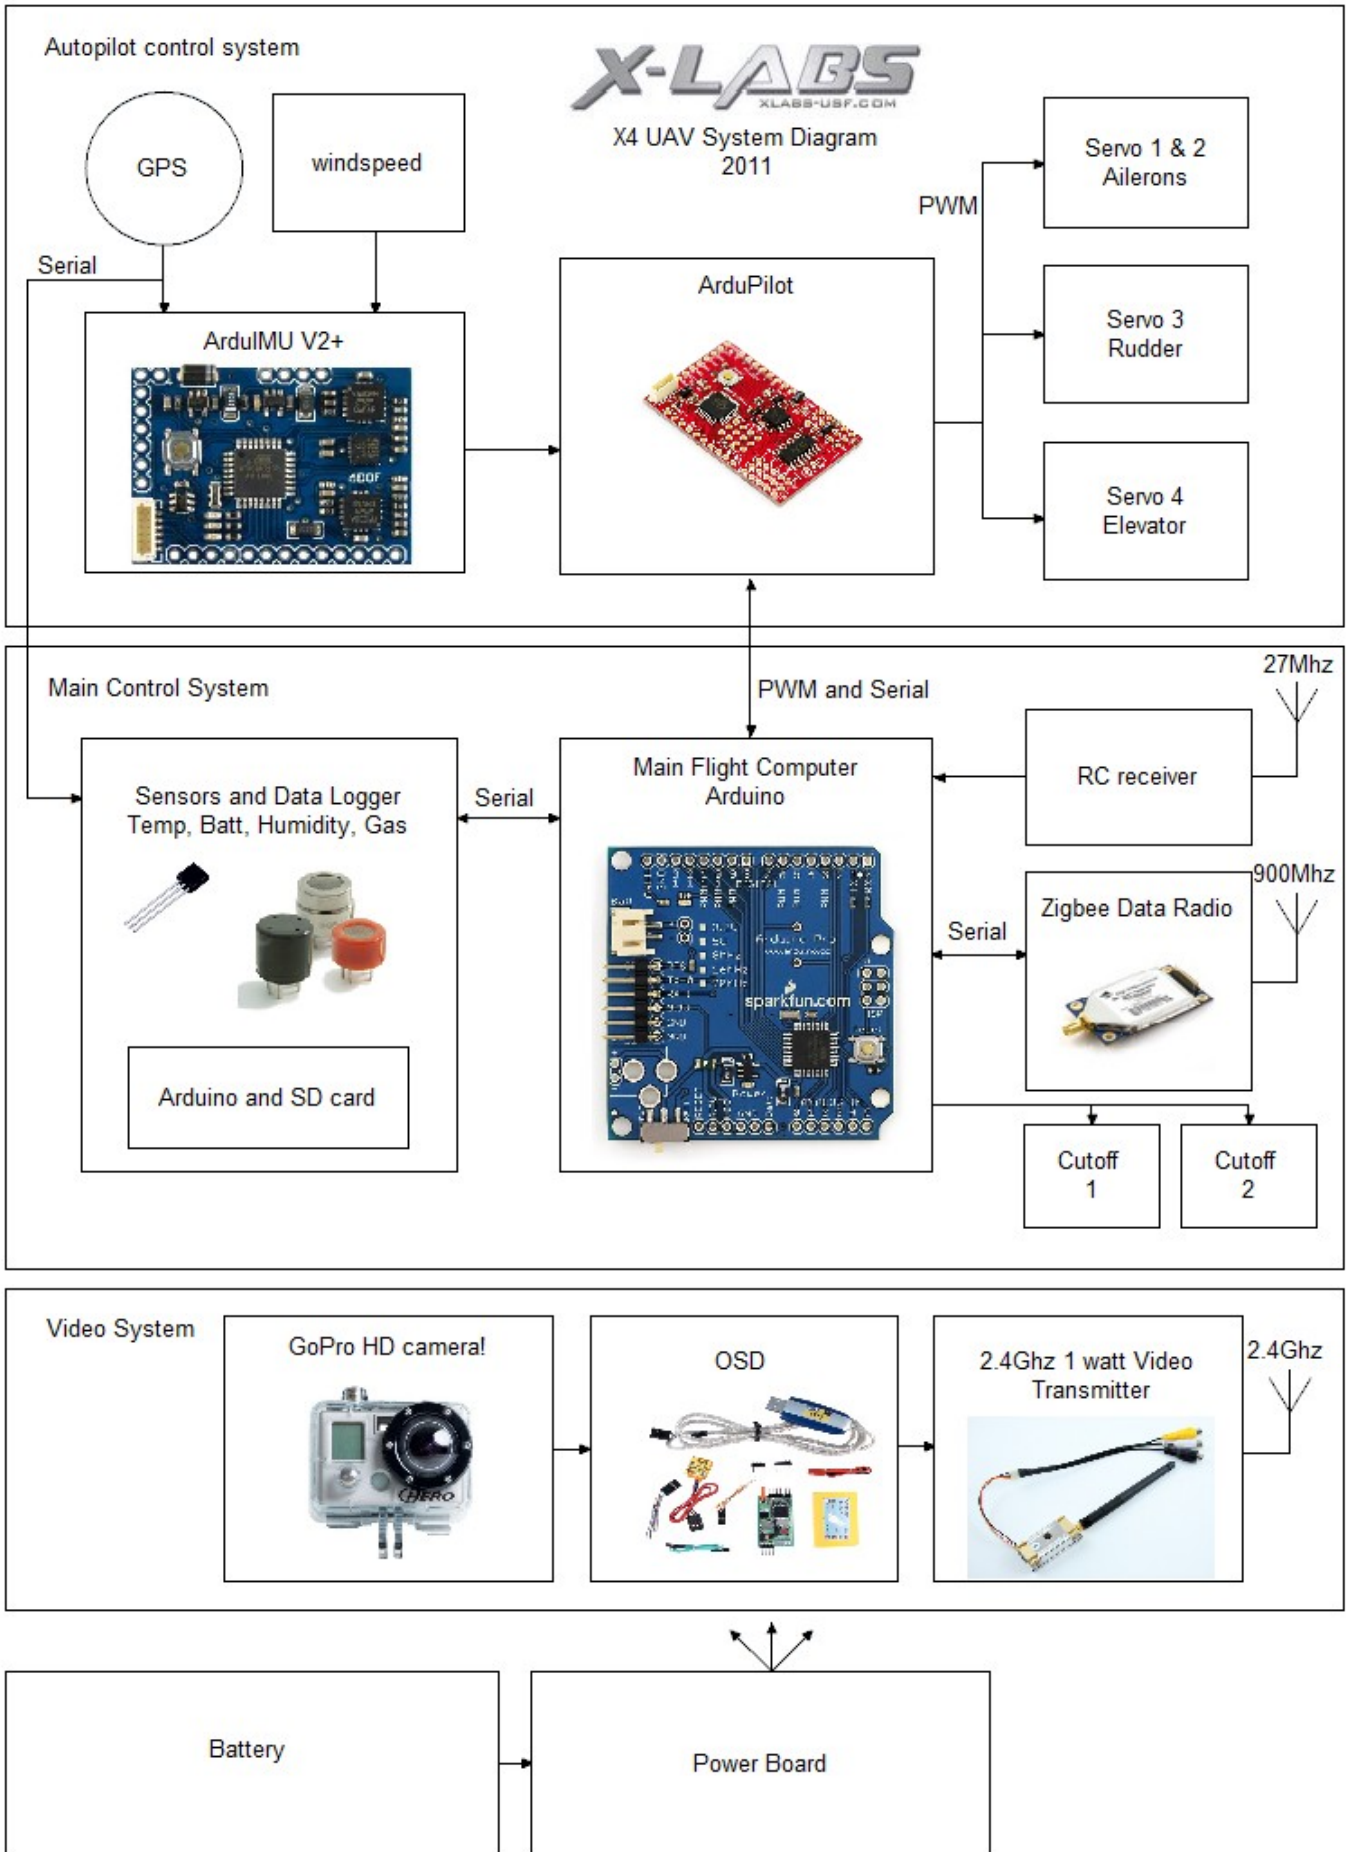 Autopilot control system
X-LABS
XLABS-USF.COM
X4 UAV System Diagram
2011
GPS
windspeed
Serial
PWM
Servo 1 & 2
Ailerons
Servo 3
Rudder
Servo 4
Elevator
ArduIMU V2+
ArduPilot
Main Control System
PWM and Serial
27Mhz
RC receiver
Sensors and Data Logger
Temp, Batt, Humidity, Gas
Serial
Main Flight Computer
Arduino
Arduino Pro
sparkfun.com
Arduino and SD card
900Mhz
Zigbee Data Radio
Serial
Cutoff
1
Cutoff
2
Video System
GoPro HD camera!
HERO
OSD
2.4Ghz 1 watt Video
Transmitter
2.4Ghz
Battery
Power Board